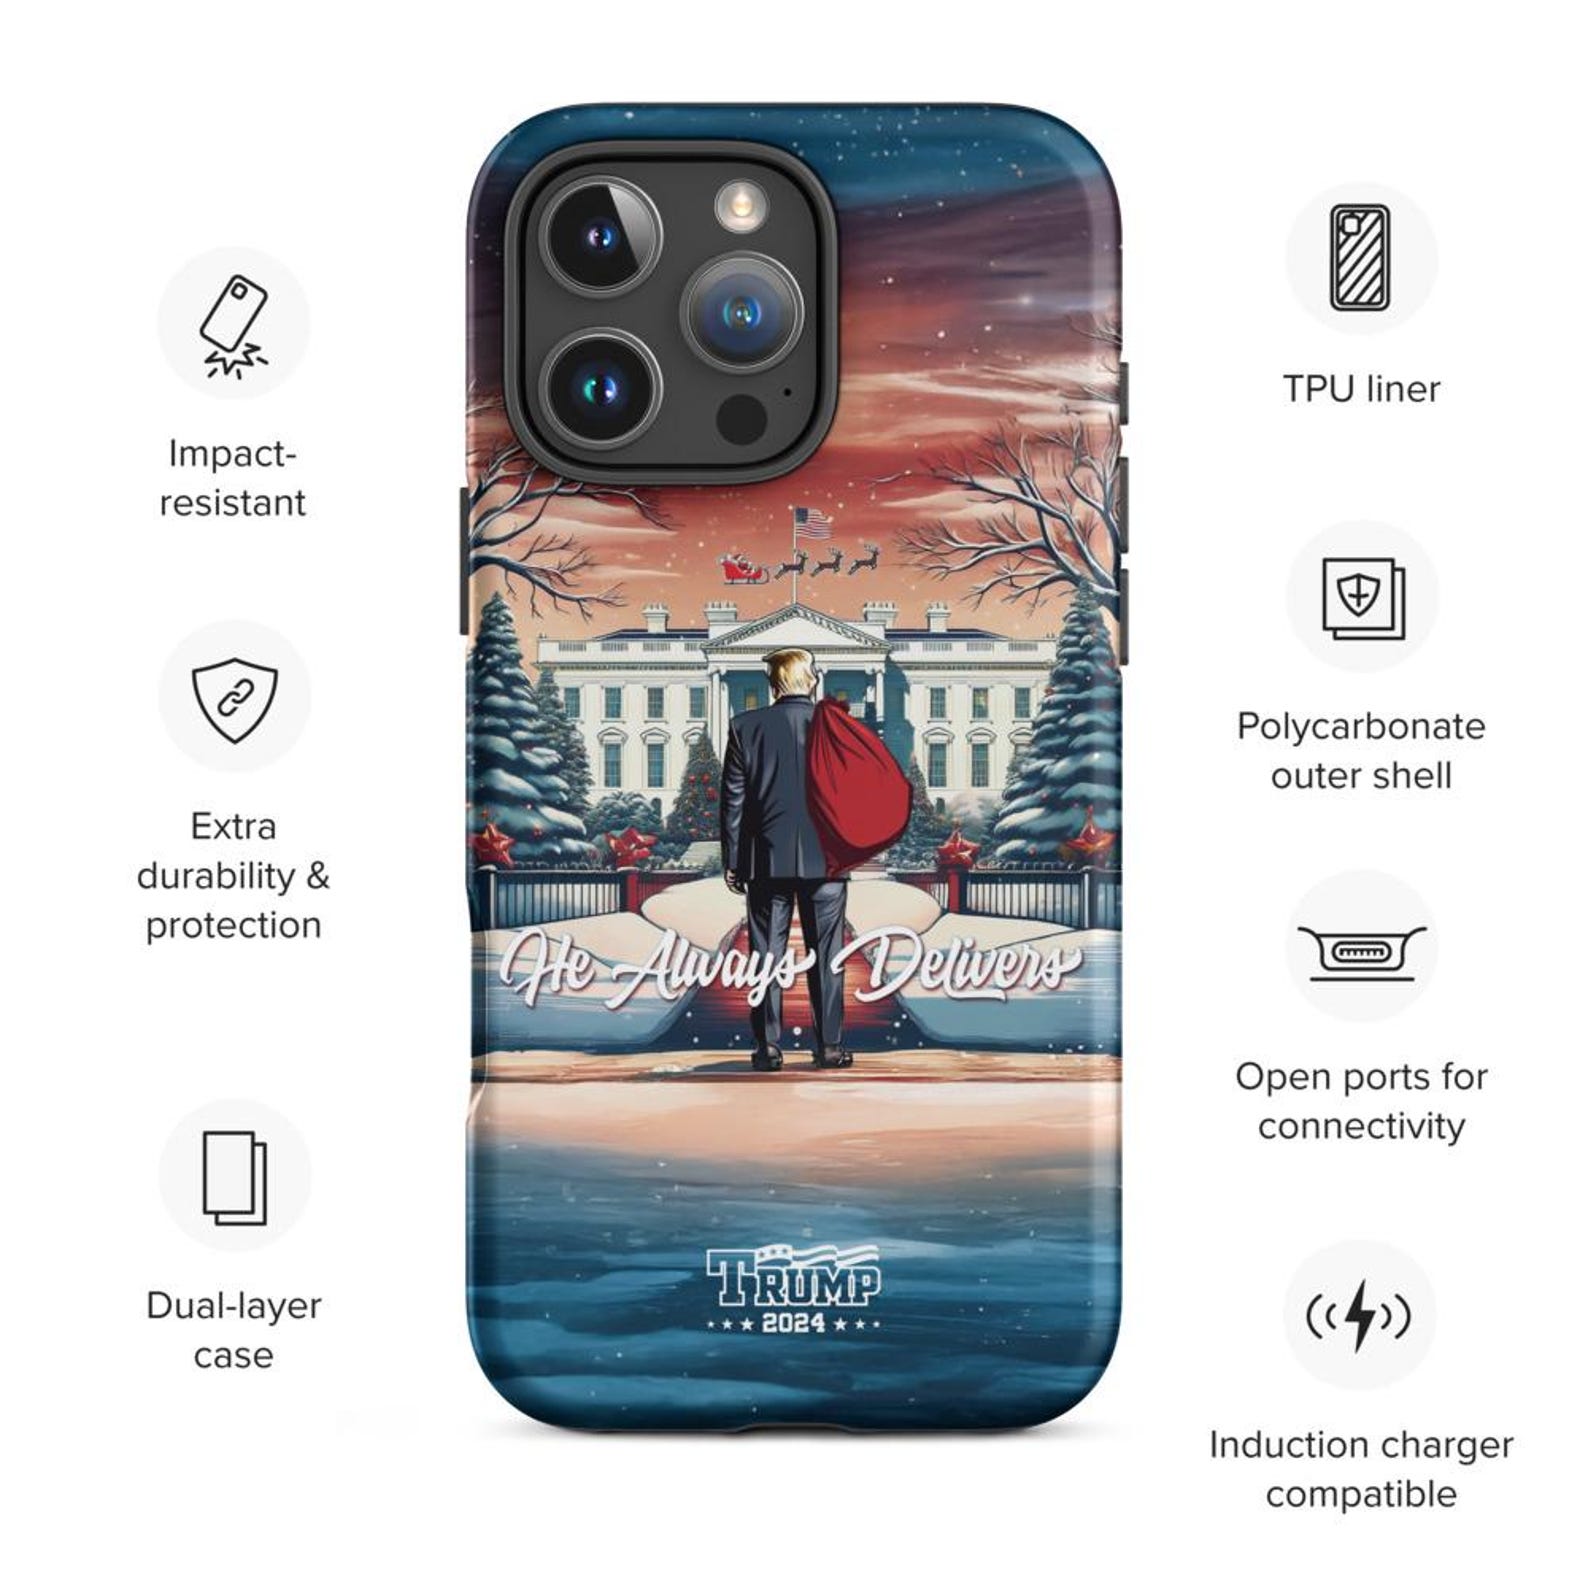 Impact-
resistant
Extra
durability &
protection
Dual-layer
case
He Always Delivers
TRUMP
2024
TPU liner
Polycarbonate
outer shell
Open ports for
connectivity
Induction charger
compatible